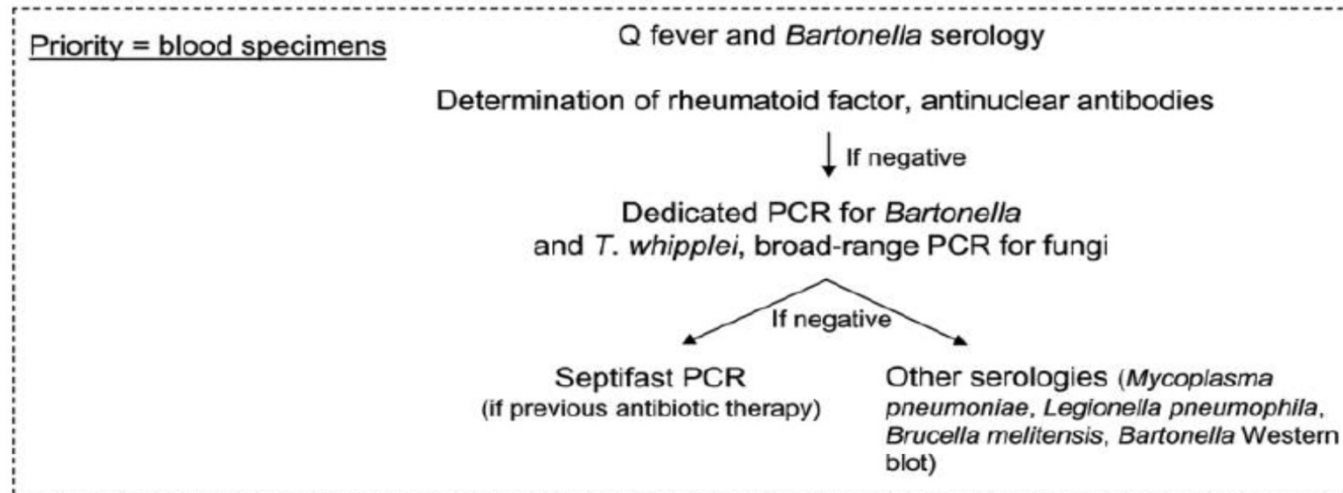 Priority = blood specimens
Q fever and Bartonella serology
Determination of rheumatoid factor, antinuclear antibodies
If negative
Dedicated PCR for Bartonella
and T. whipplei, broad-range PCR for fungi
If negative
Septifast PCR
(if previous antibiotic therapy)
Other serologies (Mycoplasma
pneumoniae, Legionella pneumophila,
Brucella melitensis, Bartonella Western
blot)